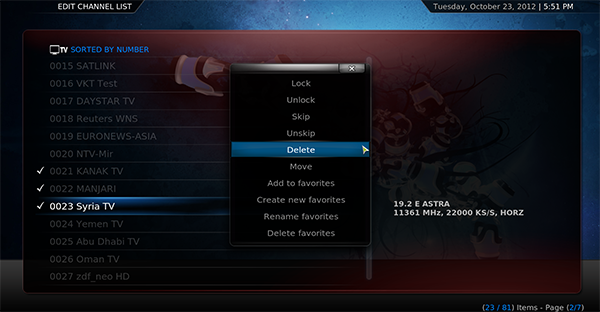 EDIT CHANNEL LIST
Tuesday, October 23, 2012 | 5:51 PM
TV SORTED BY NUMBER
0015 SATLINK
0016 VKT Test
0017 DAYSTAR TV
0018 Reuters WNS
0019 EURONEWS-ASIA
0020 NTV-Mir
0021 KANAK TV
0022 MANJARI
0023 Syria TV
0024 Yemen TV
0025 Abu Dhabi TV
0026 Oman TV
0027 zdf_neo HD
Lock
Unlock
Skip
Unskip
Delete
Move
Add to favorites
Create new favorites
Rename favorites
Delete favorites
19.2 E ASTRA
11361 MHz, 22000 KS/S, HORZ
(23 / 81) Items - Page (2/7)